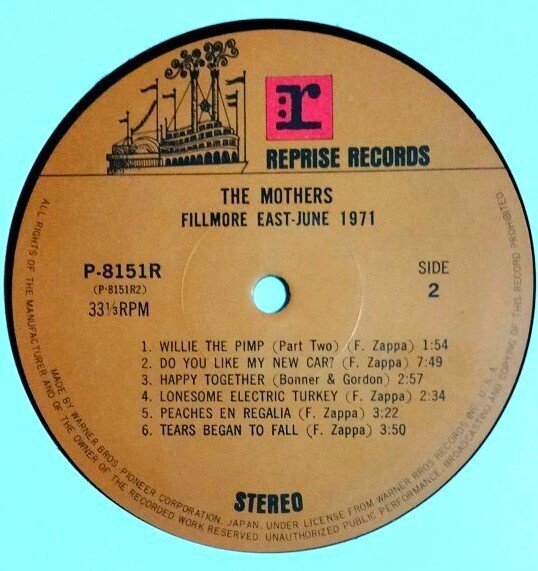 :r
REPRISE RECORDS
THE MOTHERS
FILLMORE EAST-JUNE 1971
P-8151R
(P-8151R2)
33⅓RPM
SIDE
2
1. WILLIE THE PIMP (Part Two) (F. Zappa) 1:54
2. DO YOU LIKE MY NEW CAR? (F. Zappa) 7:49
3. HAPPY TOGETHER (Bonner & Gordon) 2:57
4. LONESOME ELECTRIC TURKEY (F. Zappa) 2:34
5. PEACHES EN REGALIA (F. Zappa) 3:22
6. TEARS BEGAN TO FALL (F. Zappa) 3:50
STEREO
MADE BY WARNER BROS. PIONEER CORPORATION, JAPAN, UNDER LICENSE FROM WARNER BROS RECORDS INC. U. S. A.
ALL RIGHTS OF THE MANUFACTURER AND OF THE OWNER OF THE RECORDED WORK RESERVED. UNAUTHORIZED PUBLIC PERFORMANCE, BROADCASTING AND COPYING OF THIS RECORD PROHIBITED.